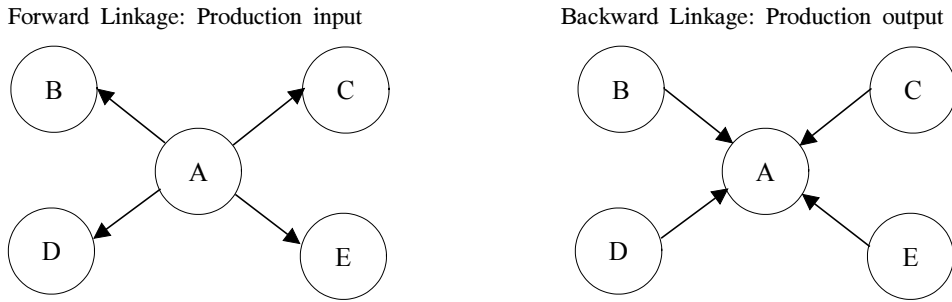 Forward Linkage: Production input
Backward Linkage: Production output
B
C
A
D
E
B
C
A
D
E